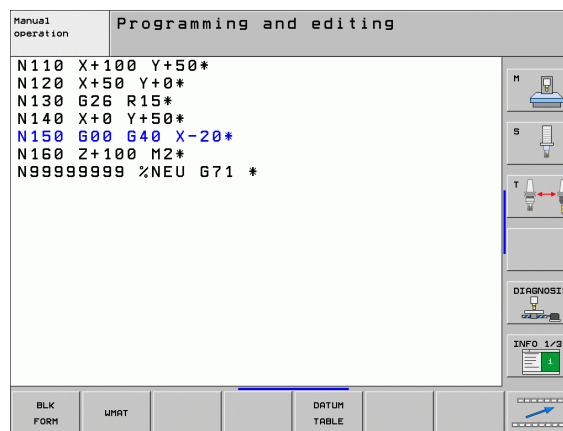 Manual
operation
Programming and editing
N110 X+100 Y+50*
N120 X+50 Y+0*
N130 G26 R15*
N140 X+0 Y+50*
N150 G00 G40 X-20*
N160 Z+100 M2*
N99999999 %NEU G71 *
M
S
T
DIAGNOSI
INFO 1/3
i
BLK
FORM
WMAT
DATUM
TABLE